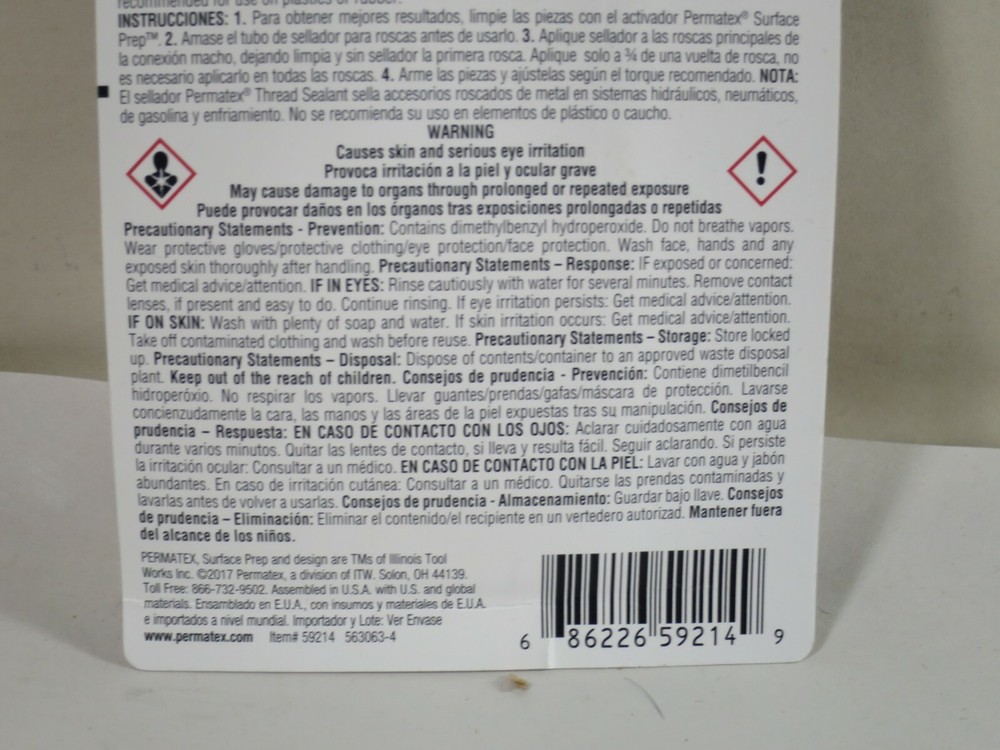 recommended for use on plastics or rubber.
INSTRUCCIONES: 1. Para obtener mejores resultados, limpie las piezas con el activador Permatex® Surface
Prep™. 2. Amase el tubo de sellador para roscas antes de usarlo. 3. Aplique sellador a las roscas principales de
la conexión macho, dejando limpia y sin sellador la primera rosca. Aplique solo a ¾ de una vuelta de rosca, no
es necesario aplicarlo en todas las roscas. 4. Arme las piezas y ajústelas según el torque recomendado. NOTA:
El sellador Permatex® Thread Sealant sella accesorios roscados de metal en sistemas hidráulicos, neumáticos,
de gasolina y enfriamiento. No se recomienda su uso en elementos de plástico o caucho.
WARNING
Causes skin and serious eye irritation
Provoca irritación a la piel y ocular grave
May cause damage to organs through prolonged or repeated exposure
Puede provocar daños en los órganos tras exposiciones prolongadas o repetidas
Precautionary Statements - Prevention: Contains dimethylbenzyl hydroperoxide. Do not breathe vapors.
Wear protective gloves/protective clothing/eye protection/face protection. Wash face, hands and any
exposed skin thoroughly after handling. Precautionary Statements – Response: IF exposed or concerned:
Get medical advice/attention. IF IN EYES: Rinse cautiously with water for several minutes. Remove contact
lenses, if present and easy to do. Continue rinsing. If eye irritation persists: Get medical advice/attention.
IF ON SKIN: Wash with plenty of soap and water. If skin irritation occurs: Get medical advice/attention.
Take off contaminated clothing and wash before reuse. Precautionary Statements – Storage: Store locked
up. Precautionary Statements – Disposal: Dispose of contents/container to an approved waste disposal
plant. Keep out of the reach of children. Consejos de prudencia - Prevención: Contiene dimetilbencil
hidroperóxio. No respirar los vapors. Llevar guantes/prendas/gafas/máscara de protección. Lavarse
concienzudamente la cara, las manos y las áreas de la piel expuestas tras su manipulación. Consejos de
prudencia – Respuesta: EN CASO DE CONTACTO CON LOS OJOS: Aclarar cuidadosamente con agua
durante varios minutos. Quitar las lentes de contacto, si lleva y resulta fácil. Seguir aclarando. Si persiste
la irritación ocular: Consultar a un médico. EN CASO DE CONTACTO CON LA PIEL: Lavar con agua y jabón
abundantes. En caso de irritación cutánea: Consultar a un médico. Quitarse las prendas contaminadas y
lavarlas antes de volver a usarlas. Consejos de prudencia - Almacenamiento: Guardar bajo llave. Consejos
de prudencia – Eliminación: Eliminar el contenido/el recipiente en un vertedero autorizad. Mantener fuera
del alcance de los niños.
PERMATEX, Surface Prep and design are TMs of Illinois Tool
Works Inc. ©2017 Permatex, a division of ITW. Solon, OH 44139.
Toll Free: 866-732-9502. Assembled in U.S.A. with U.S. and global
materials. Ensamblado en E.U.A., con insumos y materiales de E.U.A.
e importados a nivel mundial. Importador y Lote: Ver Envase
www.permatex.com Item# 59214 563063-4
6 86226 59214 9